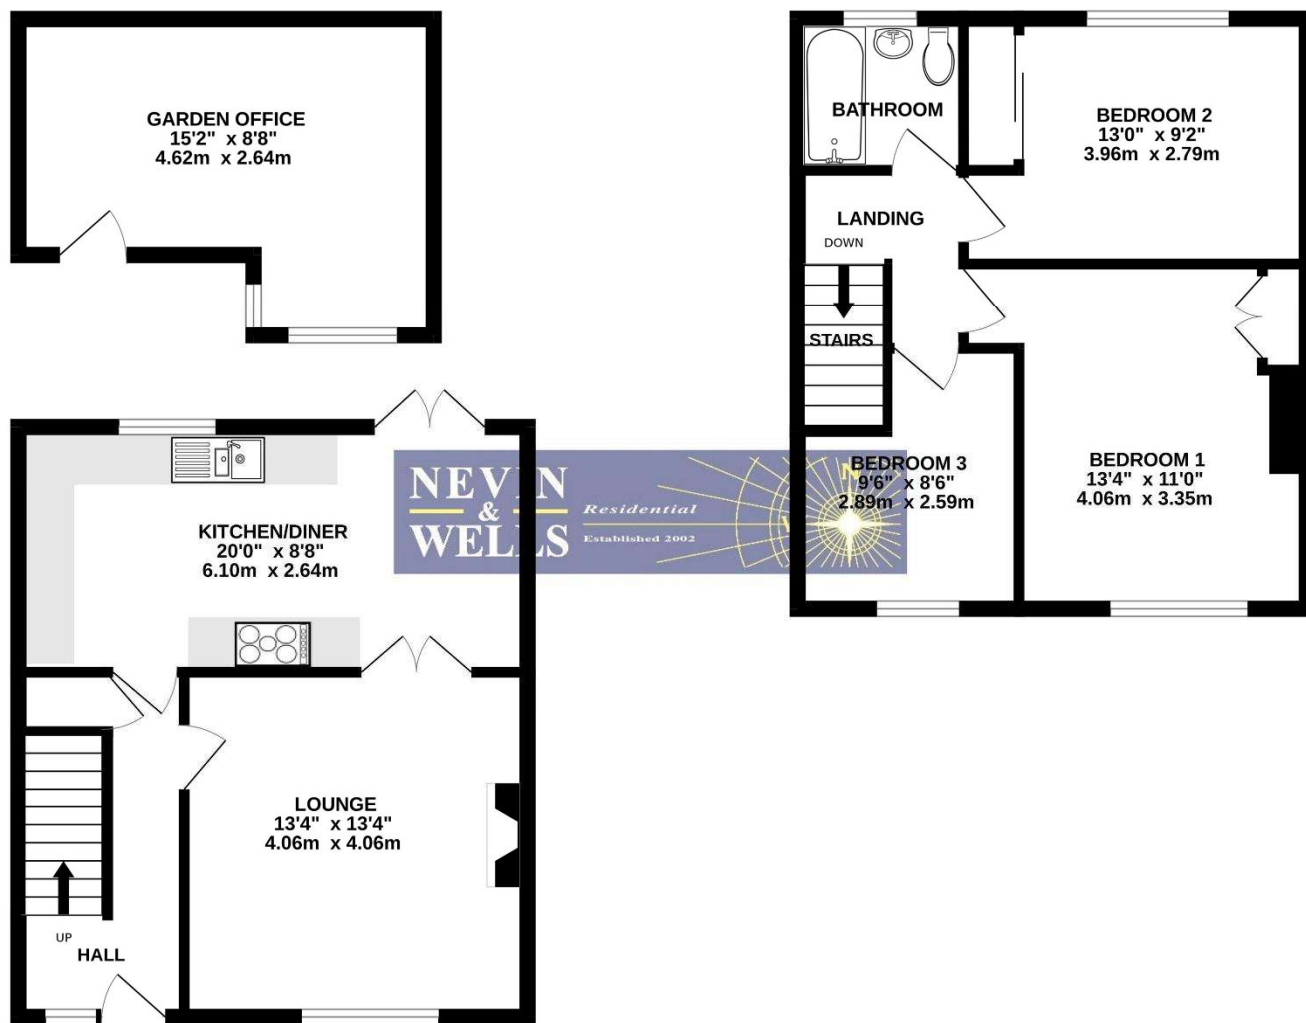 GARDEN OFFICE
15'2" x 8'8"
4.62m x 2.64m
BATHROOM
BEDROOM 2
13'0" x 9'2"
3.96m x 2.79m
LANDING
DOWN
STAIRS
KITCHEN/DINER
20'0" x 8'8"
6.10m x 2.64m
NEVIN
&
WELLS
Residential
Established 2002
N
W
BEDROOM 3
9'6" x 8'6"
2.89m x 2.59m
BEDROOM 1
13'4" x 11'0"
4.06m x 3.35m
LOUNGE
13'4" x 13'4"
4.06m x 4.06m
UP
HALL